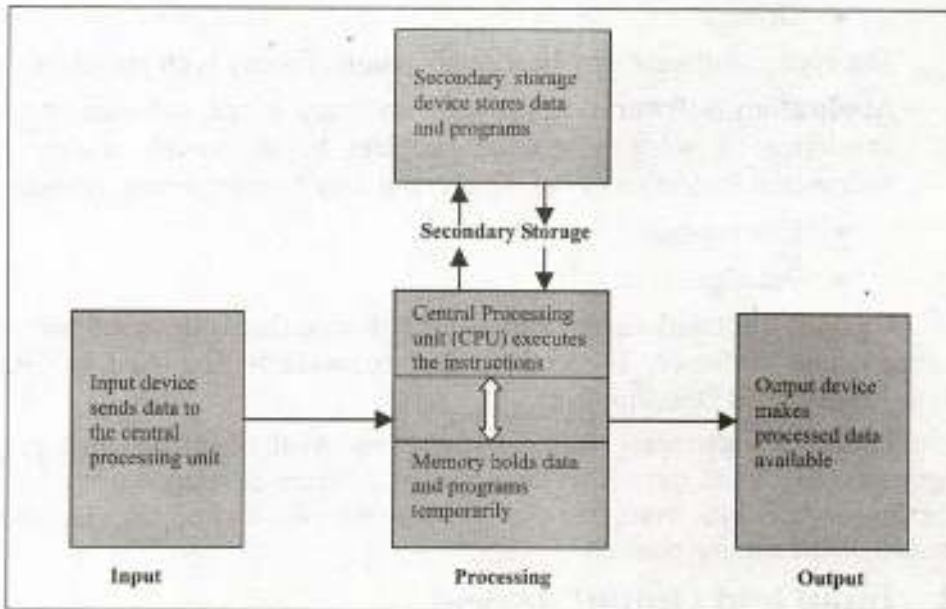 Secondary storage
device stores data
and programs
Secondary Storage
Central Processing
unit (CPU) executes
the instructions
Input device
sends data to
the central
processing unit
Output device
makes
processed data
available
Memory holds data
and programs
temporarily
Input
Processing
Output